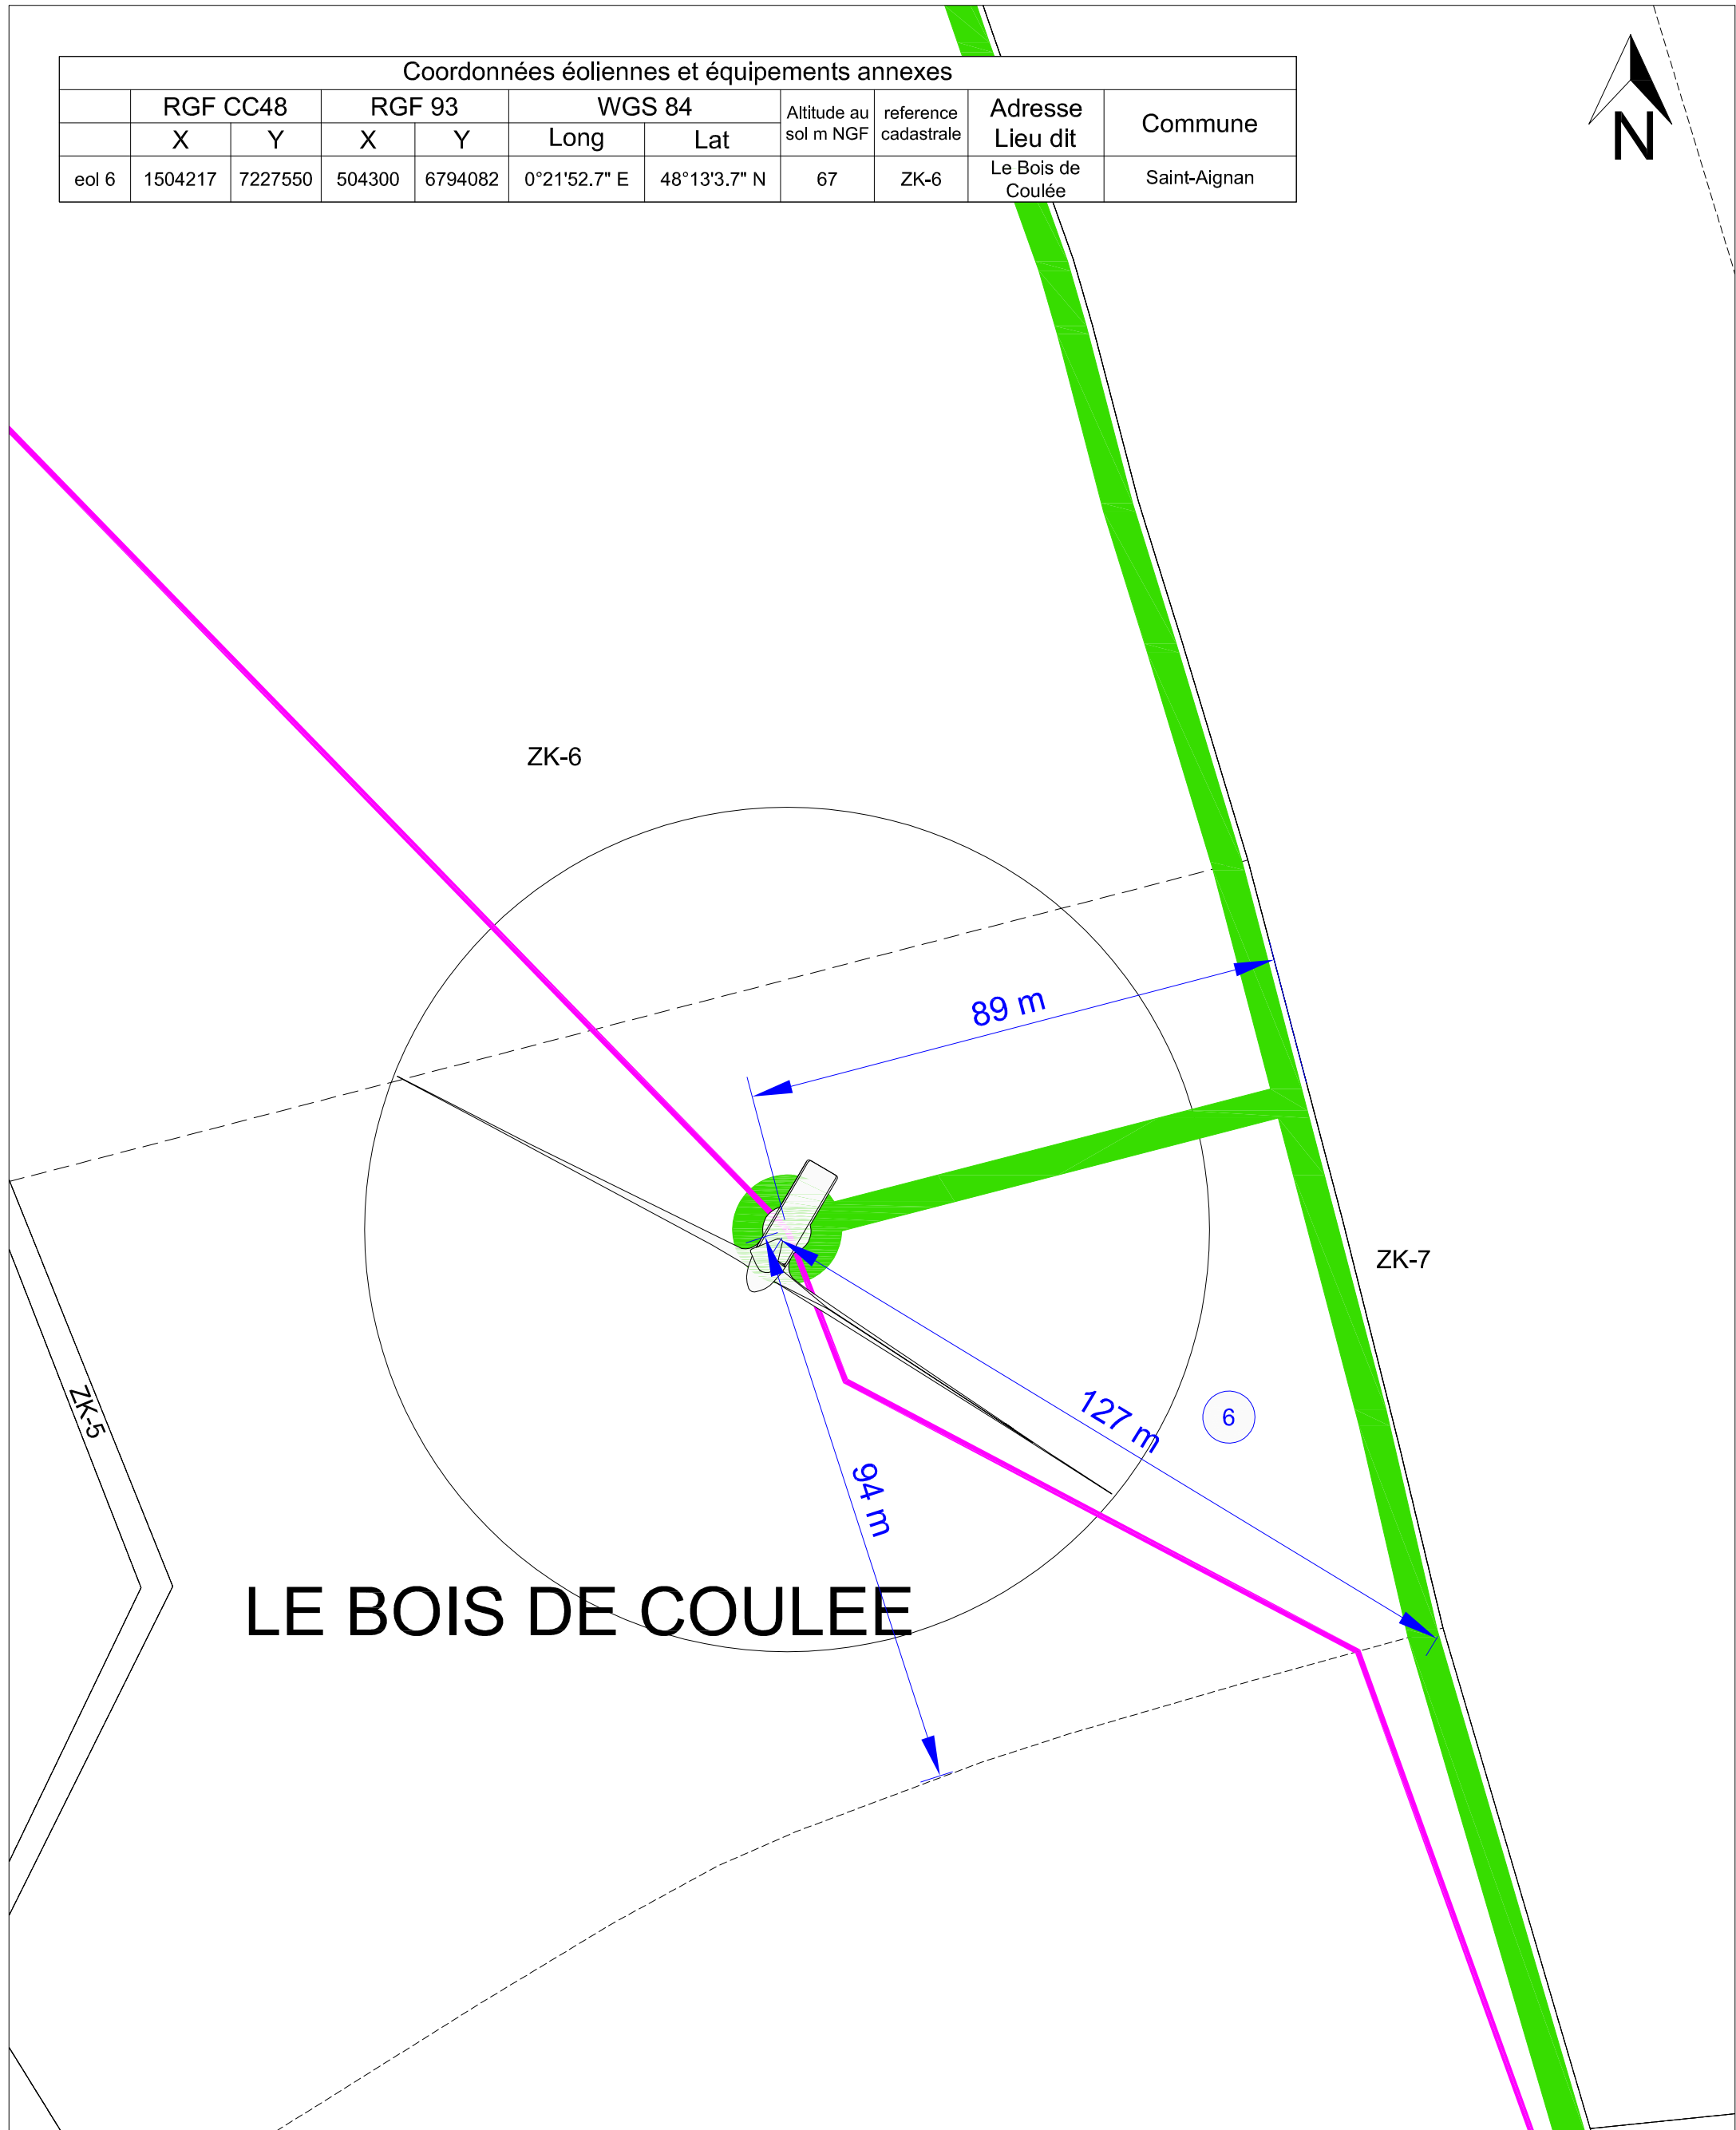 Coordonnées éoliennes et équipements annexes
RGF CC48 RGF 93 WGS 84 Altitude au sol m NGF reference cadastrale Adresse Lieu dit Commune
X Y X Y Long Lat
eol 6 1504217 7227550 504300 6794082 0°21'52.7" E 48°13'3.7" N 67 ZK-6 Le Bois de Coulée Saint-Aignan
N
ZK-6
89 m
ZK-7
ZK-5
127 m
6
94 m
LE BOIS DE COULEE